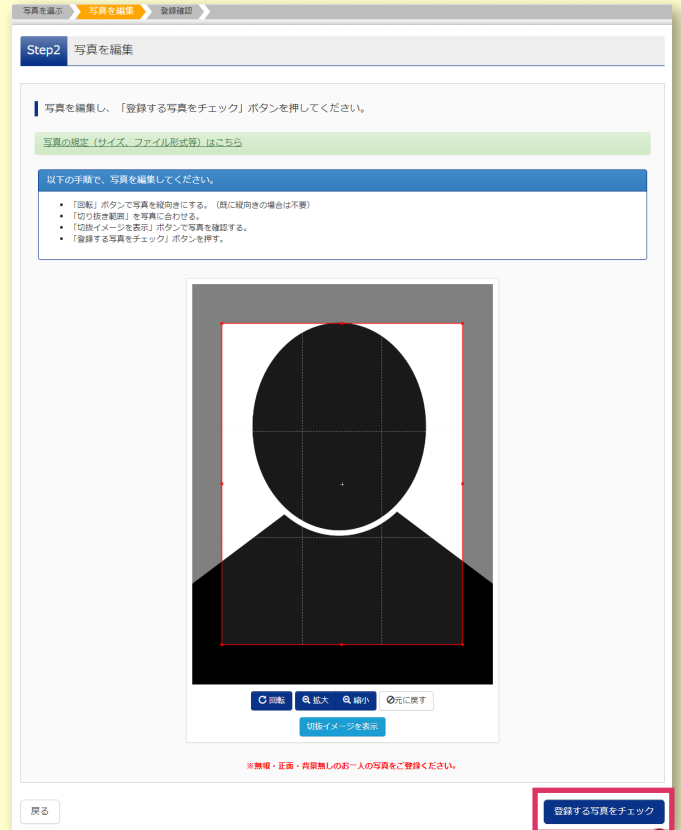 写真を選ぶ 写真を編集 登録確認
Step2 写真を編集
写真を編集し、「登録する写真をチェック」ボタンを押してください。
写真の規定（サイズ、ファイル形式等）はこちら
以下の手順で、写真を編集してください。
• 「回転」ボタンで写真を縦向きにする。（既に縦向きの場合は不要）
• 「切り抜き範囲」を写真に合わせる。
• 「切抜イメージを表示」ボタンで写真を確認する。
• 「登録する写真をチェック」ボタンを押す。
回転 拡大 縮小 元に戻す
切抜イメージを表示
※無帽・正面・背景無しのお一人の写真をご登録ください。
戻る 登録する写真をチェック